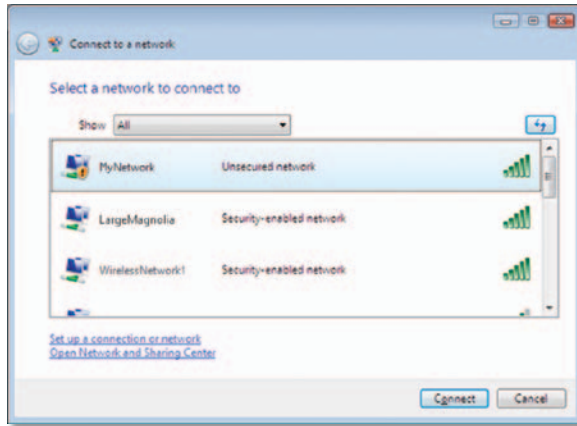 Connect to a network
Select a network to connect to
Show All
MyNetwork Unsecured network
LargeMagnolia Security-enabled network
WirelessNetwork1 Security-enabled network
Set up a connection or network
Open Network and Sharing Center
Connect Cancel